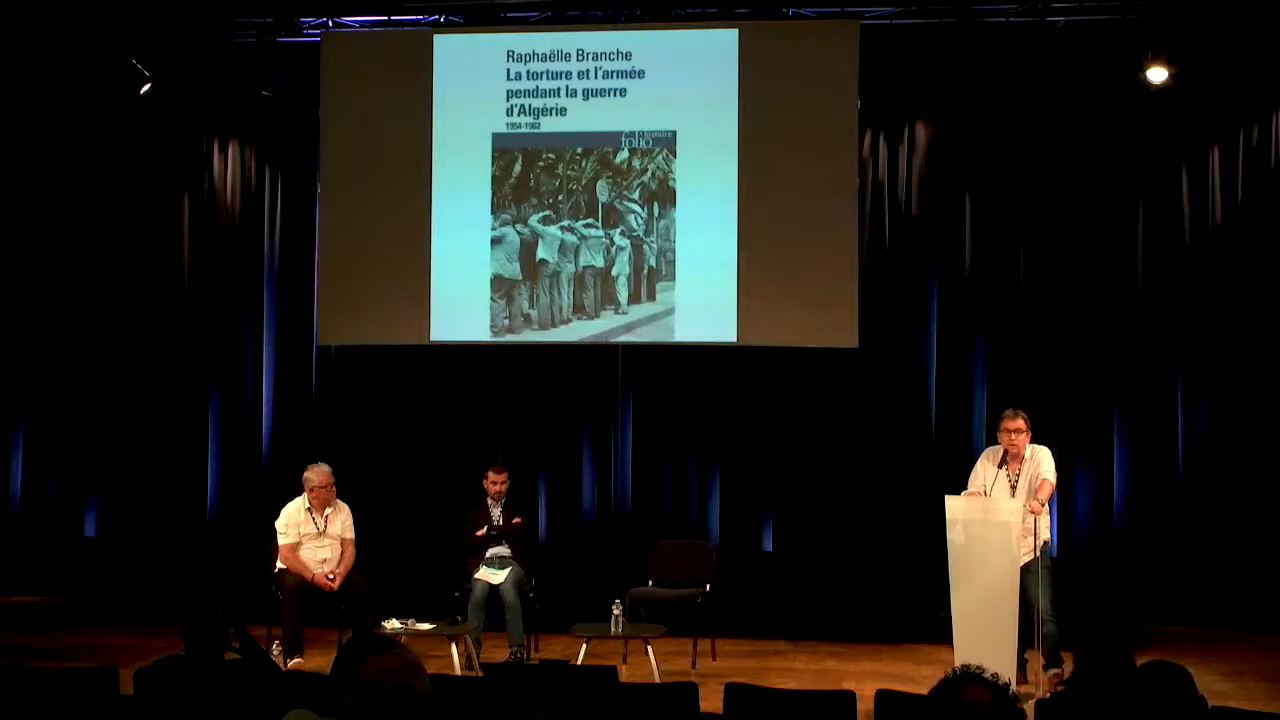 Raphaëlle Branche
La torture et l'armée
pendant la guerre
d'Algérie
1954-1962
folio histoire